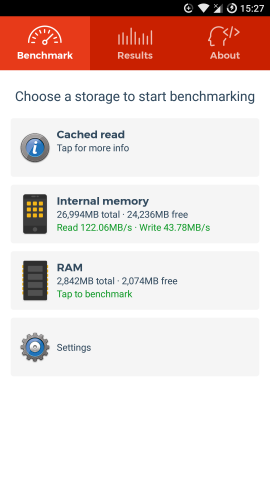 15:27
Benchmark
Results
About
Choose a storage to start benchmarking
Cached read
Tap for more info
Internal memory
26,994MB total · 24,236MB free
Read 122.06MB/s · Write 43.78MB/s
RAM
2,842MB total · 2,074MB free
Tap to benchmark
Settings